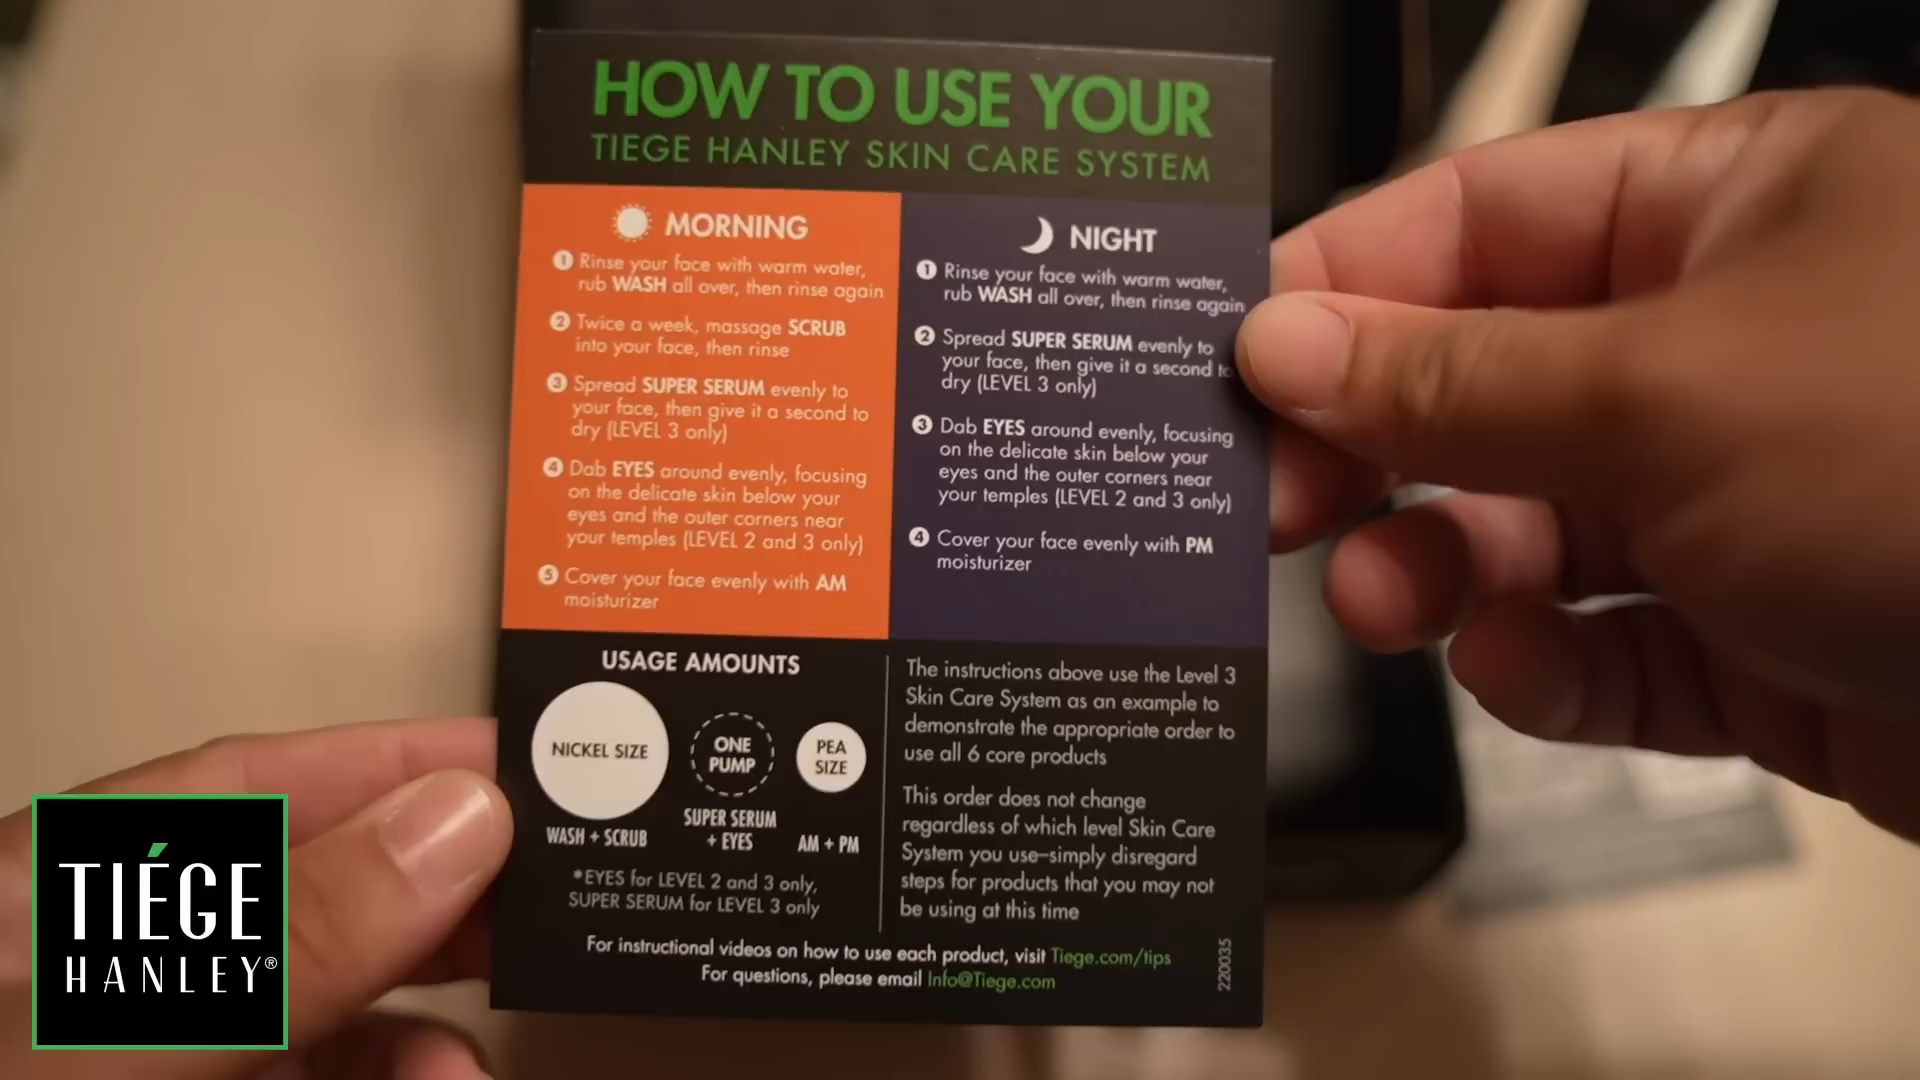 HOW TO USE YOUR
TIEGE HANLEY SKIN CARE SYSTEM
MORNING
1 Rinse your face with warm water,
rub WASH all over, then rinse again
2 Twice a week, massage SCRUB
into your face, then rinse
3 Spread SUPER SERUM evenly to
your face, then give it a second to
dry (LEVEL 3 only)
4 Dab EYES around evenly, focusing
on the delicate skin below your
eyes and the outer corners near
your temples (LEVEL 2 and 3 only)
5 Cover your face evenly with AM
moisturizer
NIGHT
1 Rinse your face with warm water,
rub WASH all over, then rinse again
2 Spread SUPER SERUM evenly to
your face, then give it a second to
dry (LEVEL 3 only)
3 Dab EYES around evenly, focusing
on the delicate skin below your
eyes and the outer corners near
your temples (LEVEL 2 and 3 only)
4 Cover your face evenly with PM
moisturizer
USAGE AMOUNTS
NICKEL SIZE
WASH + SCRUB
ONE
PUMP
SUPER SERUM
+ EYES
PEA
SIZE
AM + PM
*EYES for LEVEL 2 and 3 only,
SUPER SERUM for LEVEL 3 only
The instructions above use the Level 3
Skin Care System as an example to
demonstrate the appropriate order to
use all 6 core products
This order does not change
regardless of which level Skin Care
System you use–simply disregard
steps for products that you may not
be using at this time
For instructional videos on how to use each product, visit Tiege.com/tips
For questions, please email Info@Tiege.com
220035
TIÉGE
HANLEY®